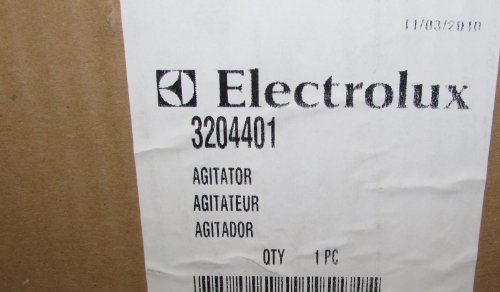 11/03/2010
Electrolux
3204401
AGITATOR
AGITATEUR
AGITADOR
QTY 1 PC